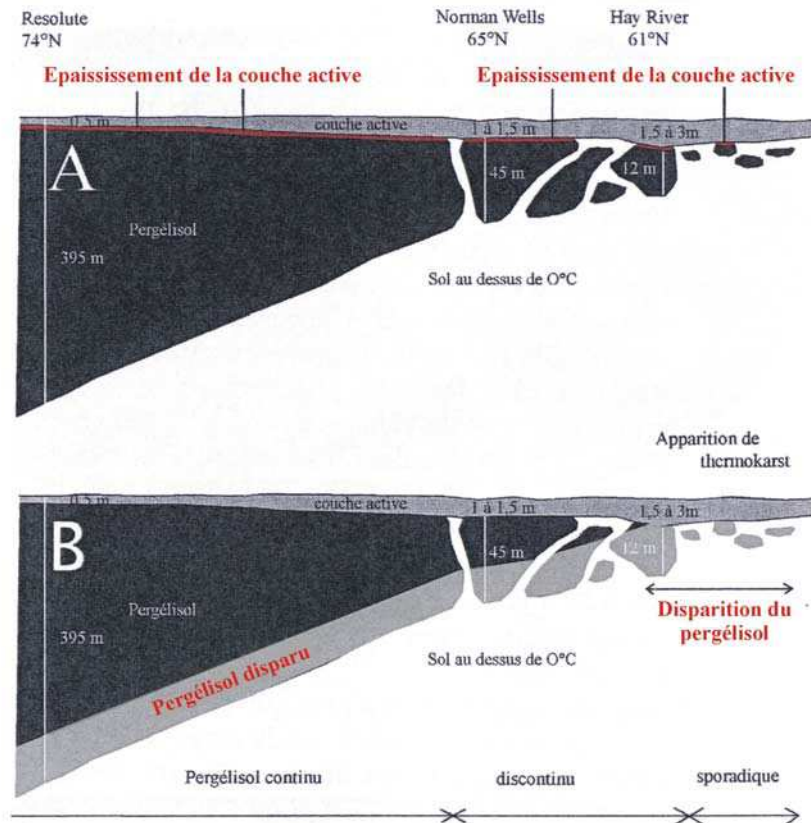 Resolute
74°N
Norman Wells
65°N
Hay River
61°N
Epaississement de la couche active
Epaississement de la couche active
0.5 m
couche active
1 à 1,5 m
1,5 à 3m
A
45 m
12 m
Pergélisol
395 m
Sol au dessus de O°C
Apparition de
thermokarst
0.5 m
couche active
1 à 1,5 m
1,5 à 3m
B
45 m
12 m
Pergélisol
Disparition du
pergélisol
395 m
Sol au dessus de O°C
Pergélisol disparu
Pergélisol continu
discontinu
sporadique